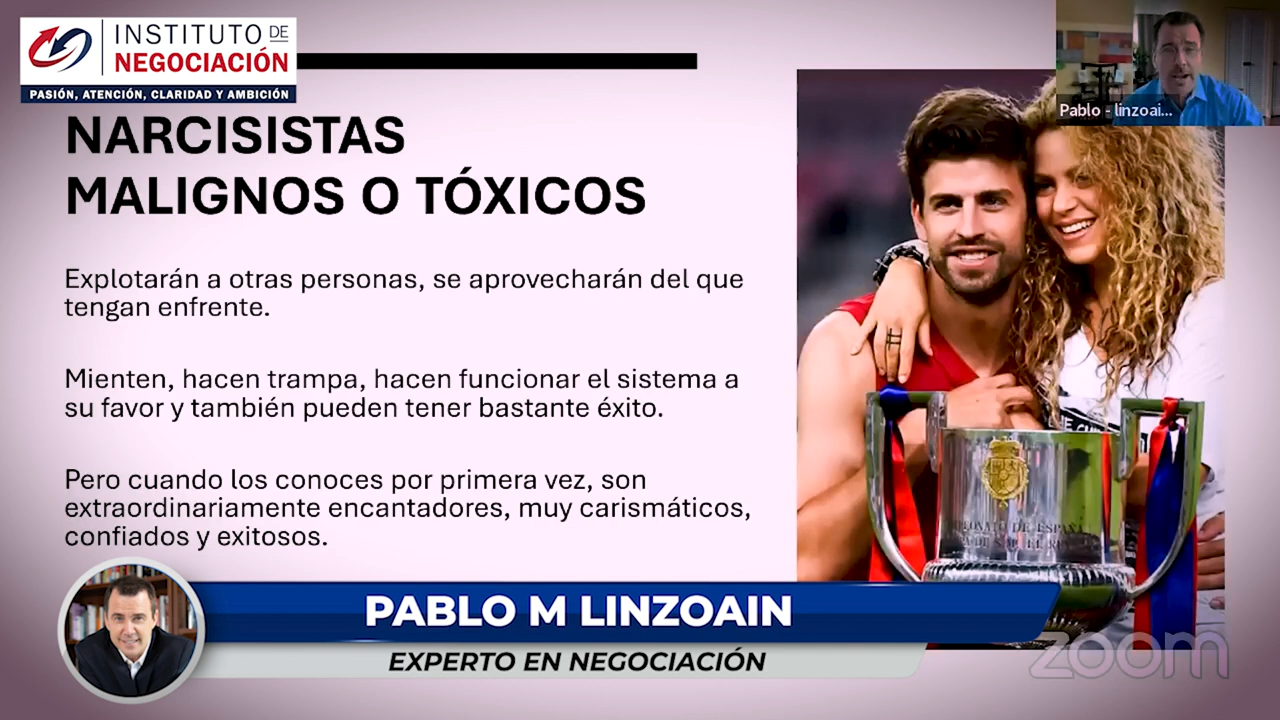 INSTITUTO DE
NEGOCIACIÓN
PASIÓN, ATENCIÓN, CLARIDAD Y AMBICIÓN
Pablo - linzoai...
NARCISISTAS
MALIGNOS O TÓXICOS
Explotarán a otras personas, se aprovecharán del que
tengan enfrente.
Mienten, hacen trampa, hacen funcionar el sistema a
su favor y también pueden tener bastante éxito.
Pero cuando los conoces por primera vez, son
extraordinariamente encantadores, muy carismáticos,
confiados y exitosos.
DE ESPAÑA
PABLO M LINZOAIN
EXPERTO EN NEGOCIACIÓN
zoom